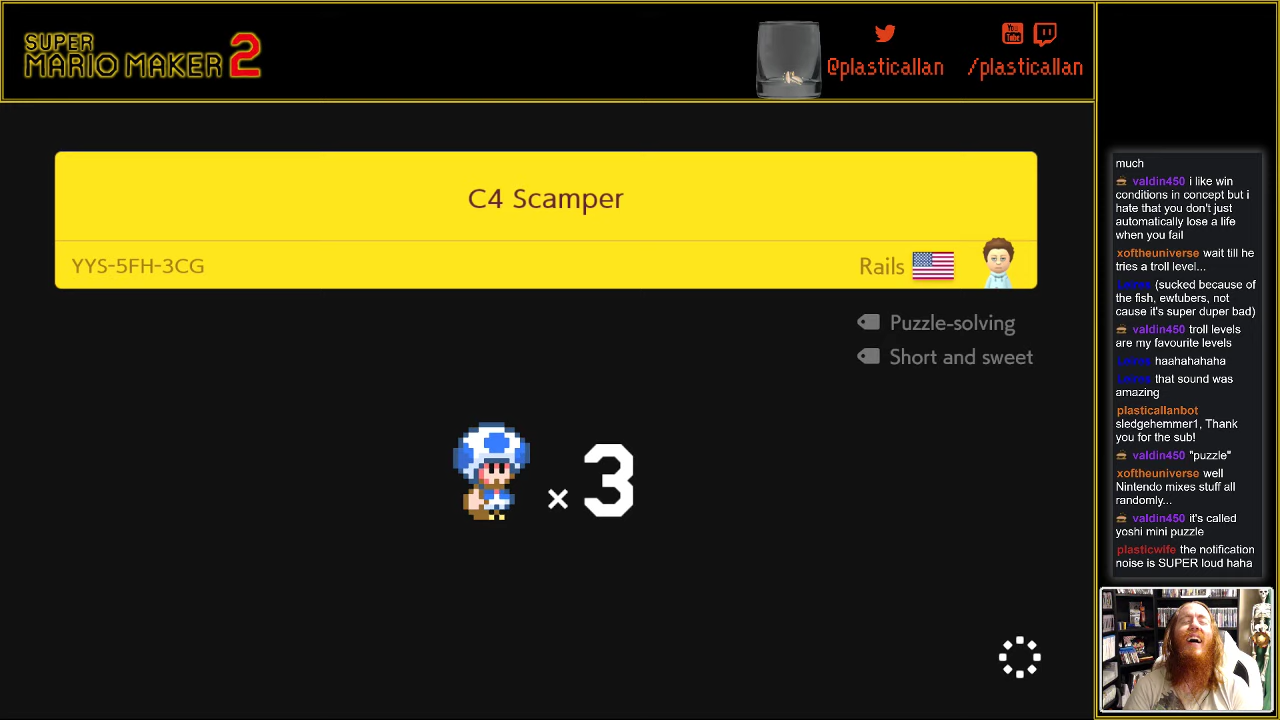 SUPER
MARIO MAKER 2
@plasticallan
You Tube
/plasticallan
C4 Scamper
YYS-5FH-3CG
Rails
Puzzle-solving
Short and sweet
× 3
much
valdin450 i like win
conditions in concept but i
hate that you don't just
automatically lose a life
when you fail
xoftheuniverse wait till he
tries a troll level...
(sucked because of
the fish, ewtubers, not
cause it's super duper bad)
valdin450 troll levels
are my favourite levels
haahahahaha
that sound was
amazing
plasticallanbot
sledgehemmer1, Thank
you for the sub!
valdin450 "puzzle"
xoftheuniverse well
Nintendo mixes stuff all
randomly...
valdin450 it's called
yoshi mini puzzle
plasticwife the notification
noise is SUPER loud haha